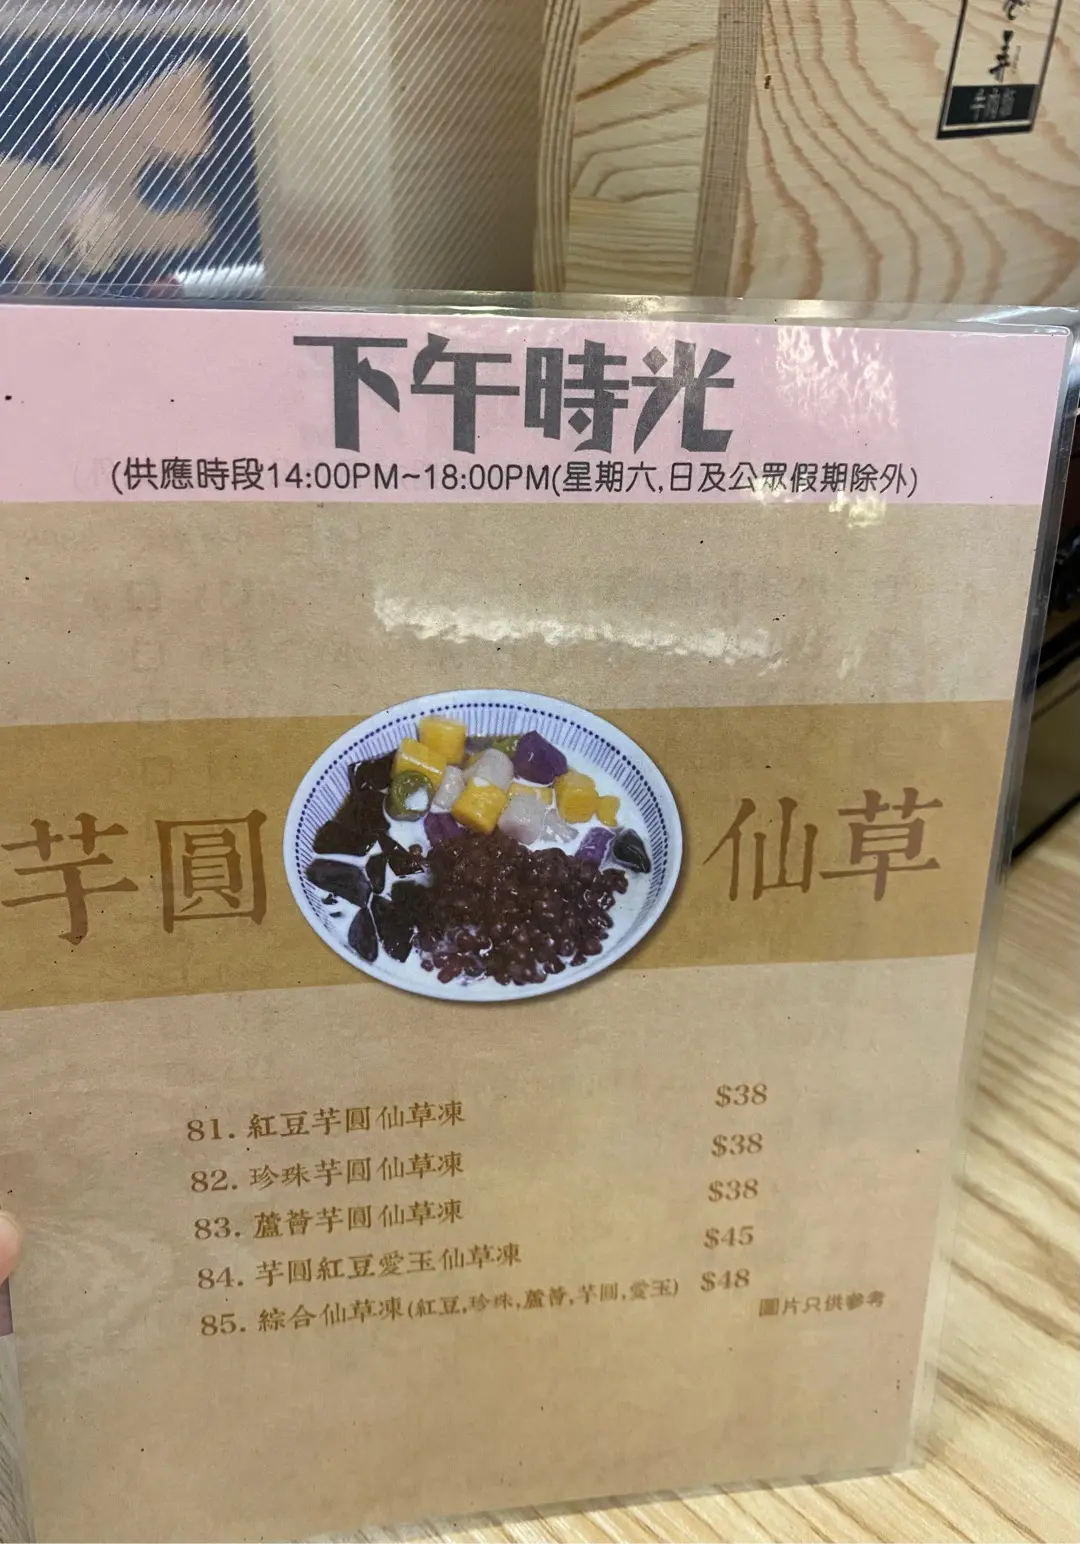 牛肉麵
下午時光
(供應時段14:00PM~18:00PM(星期六,日及公眾假期除外)
芋圓 仙草
81. 紅豆芋圓仙草凍 $38
82. 珍珠芋圓仙草凍 $38
83. 蘆薈芋圓仙草凍 $38
84. 芋圓紅豆愛玉仙草凍 $45
85. 綜合仙草凍(紅豆,珍珠,蘆薈,芋圓,愛玉) $48
圖片只供參考